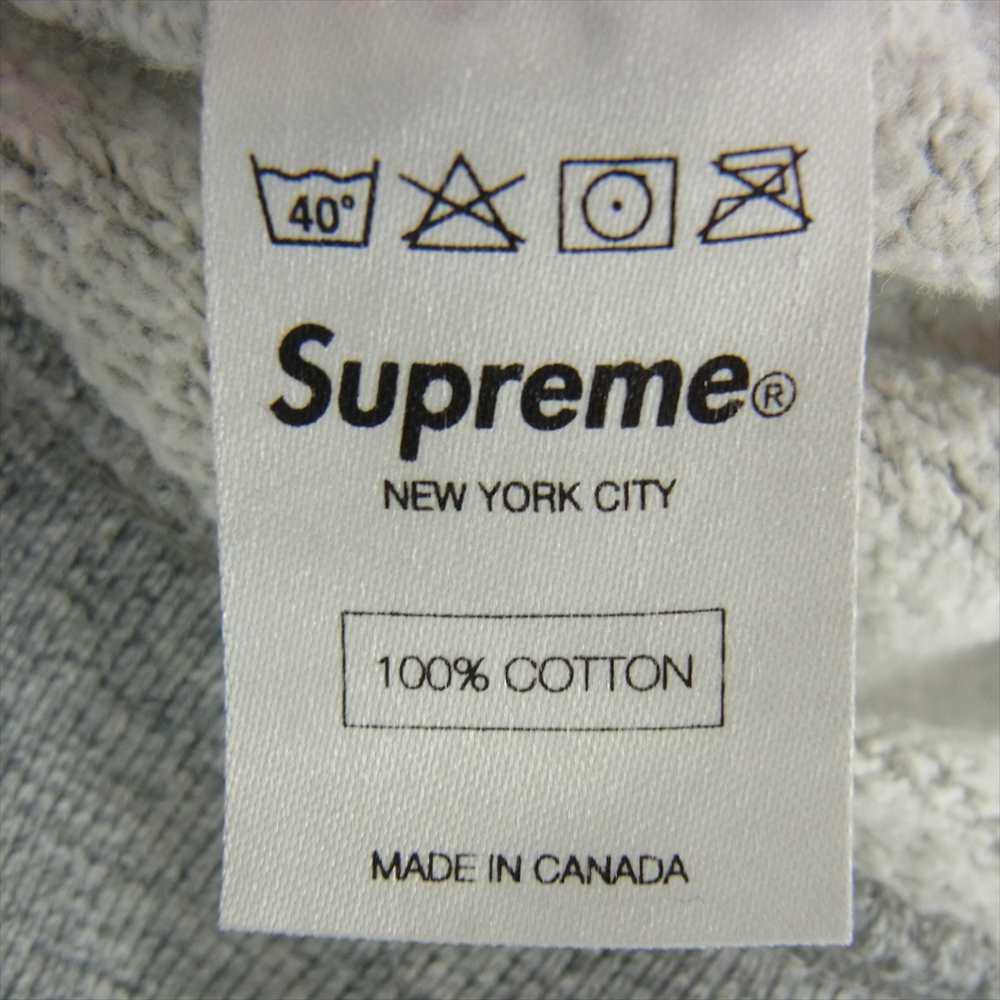 40°
Supreme®
NEW YORK CITY
100% COTTON
MADE IN CANADA